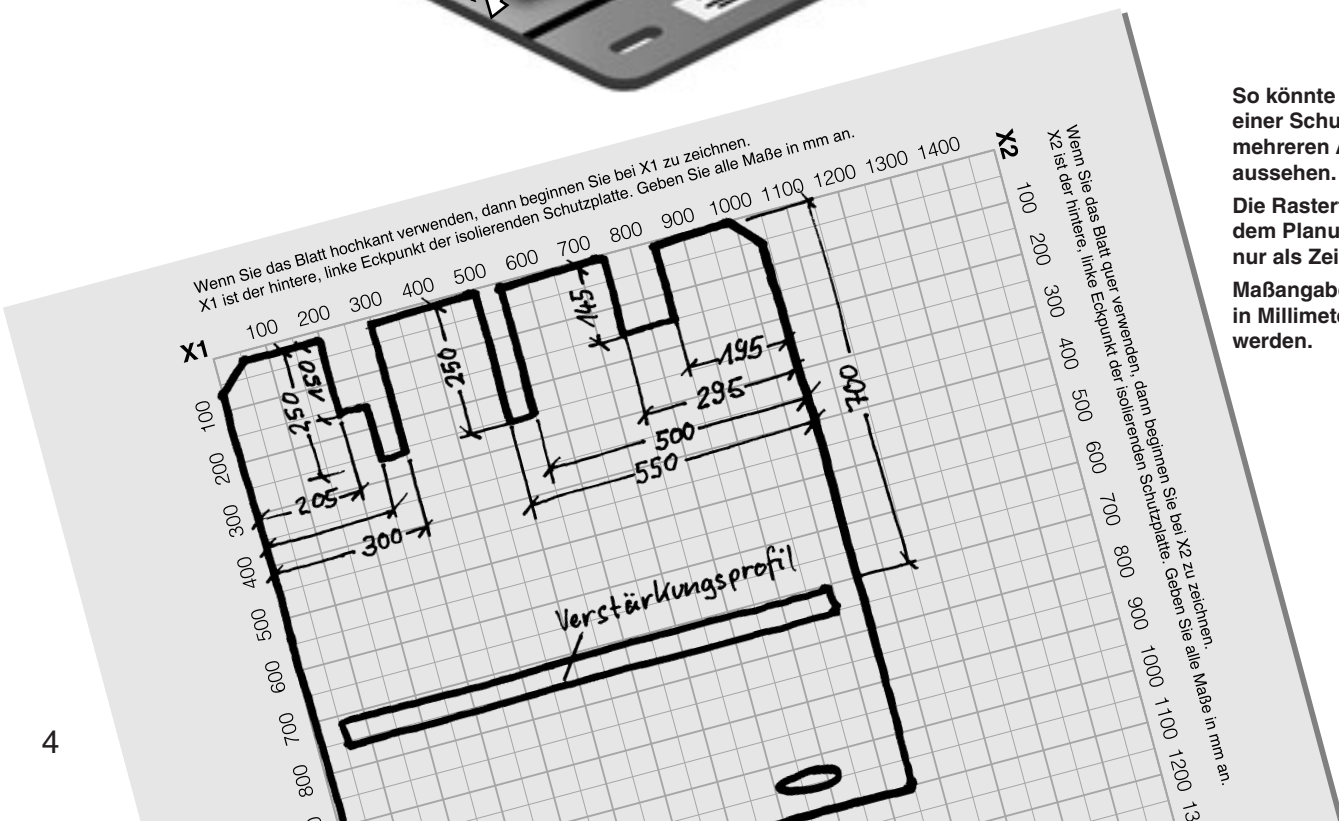 Wenn Sie das Blatt hochkant verwenden, dann beginnen Sie bei X1 zu zeichnen.
X1 ist der hintere, linke Eckpunkt der isolierenden Schutzplatte. Geben Sie alle Maße in mm an.
X1
100 200 300 400 500 600 700 800 900 1000 1100 1200 1300 1400
X2
Wenn Sie das Blatt quer verwenden, dann beginnen Sie bei X2 zu zeichnen.
X2 ist der hintere, linke Eckpunkt der isolierenden Schutzplatte. Geben Sie alle Maße in mm an.
100 200 300 400 500 600 700 800 900 1000 1100 1200 13
100 200 300 400 500 600 700 800
250
150
205
300
250
145
195
295
500
550
700
Verstärkungsprofil
4
So könnte
einer Schu
mehreren
aussehen.
Die Raster
dem Planu
nur als Zei
Maßangabe
in Millimete
werden.